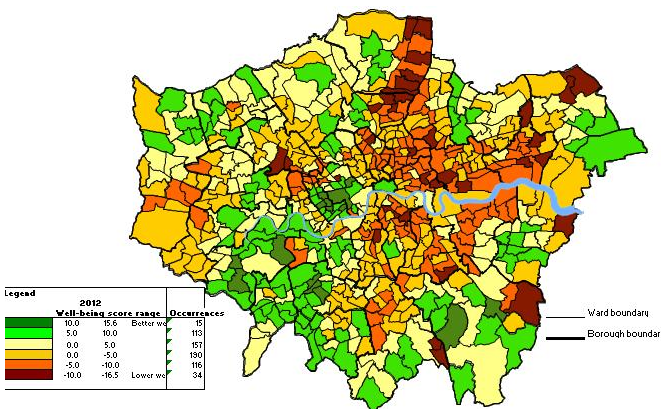 Legend
2012
Well-being score range Occurrences
10.0 15.6 Better we 15
5.0 10.0 113
0.0 5.0 157
0.0 -5.0 190
-5.0 -10.0 116
-10.0 -16.5 Lower we 34
Ward boundary
Borough boundar